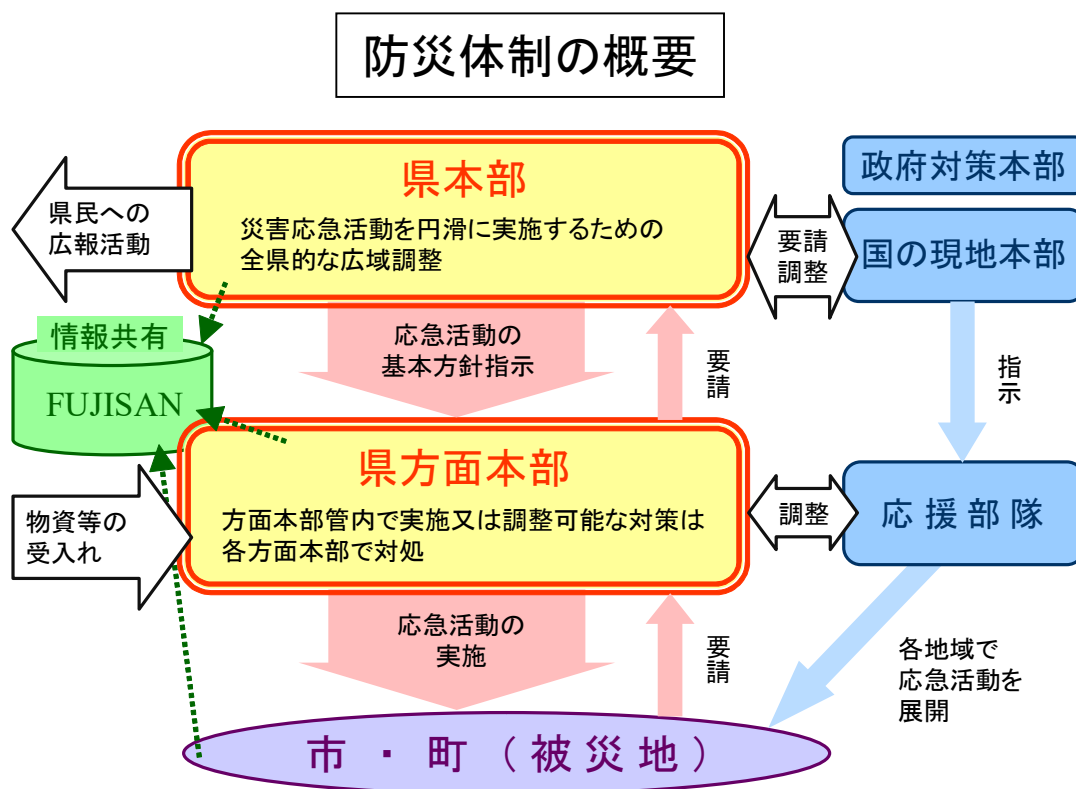 防災体制の概要
県本部
災害応急活動を円滑に実施するための
全県的な広域調整
県民への
広報活動
要請
調整
政府対策本部
国の現地本部
情報共有
FUJISAN
応急活動の
基本方針指示
要請
指示
県方面本部
方面本部管内で実施又は調整可能な対策は
各方面本部で対処
物資等の
受入れ
調整
応援部隊
応急活動の
実施
要請
各地域で
応急活動を
展開
市・町(被災地)